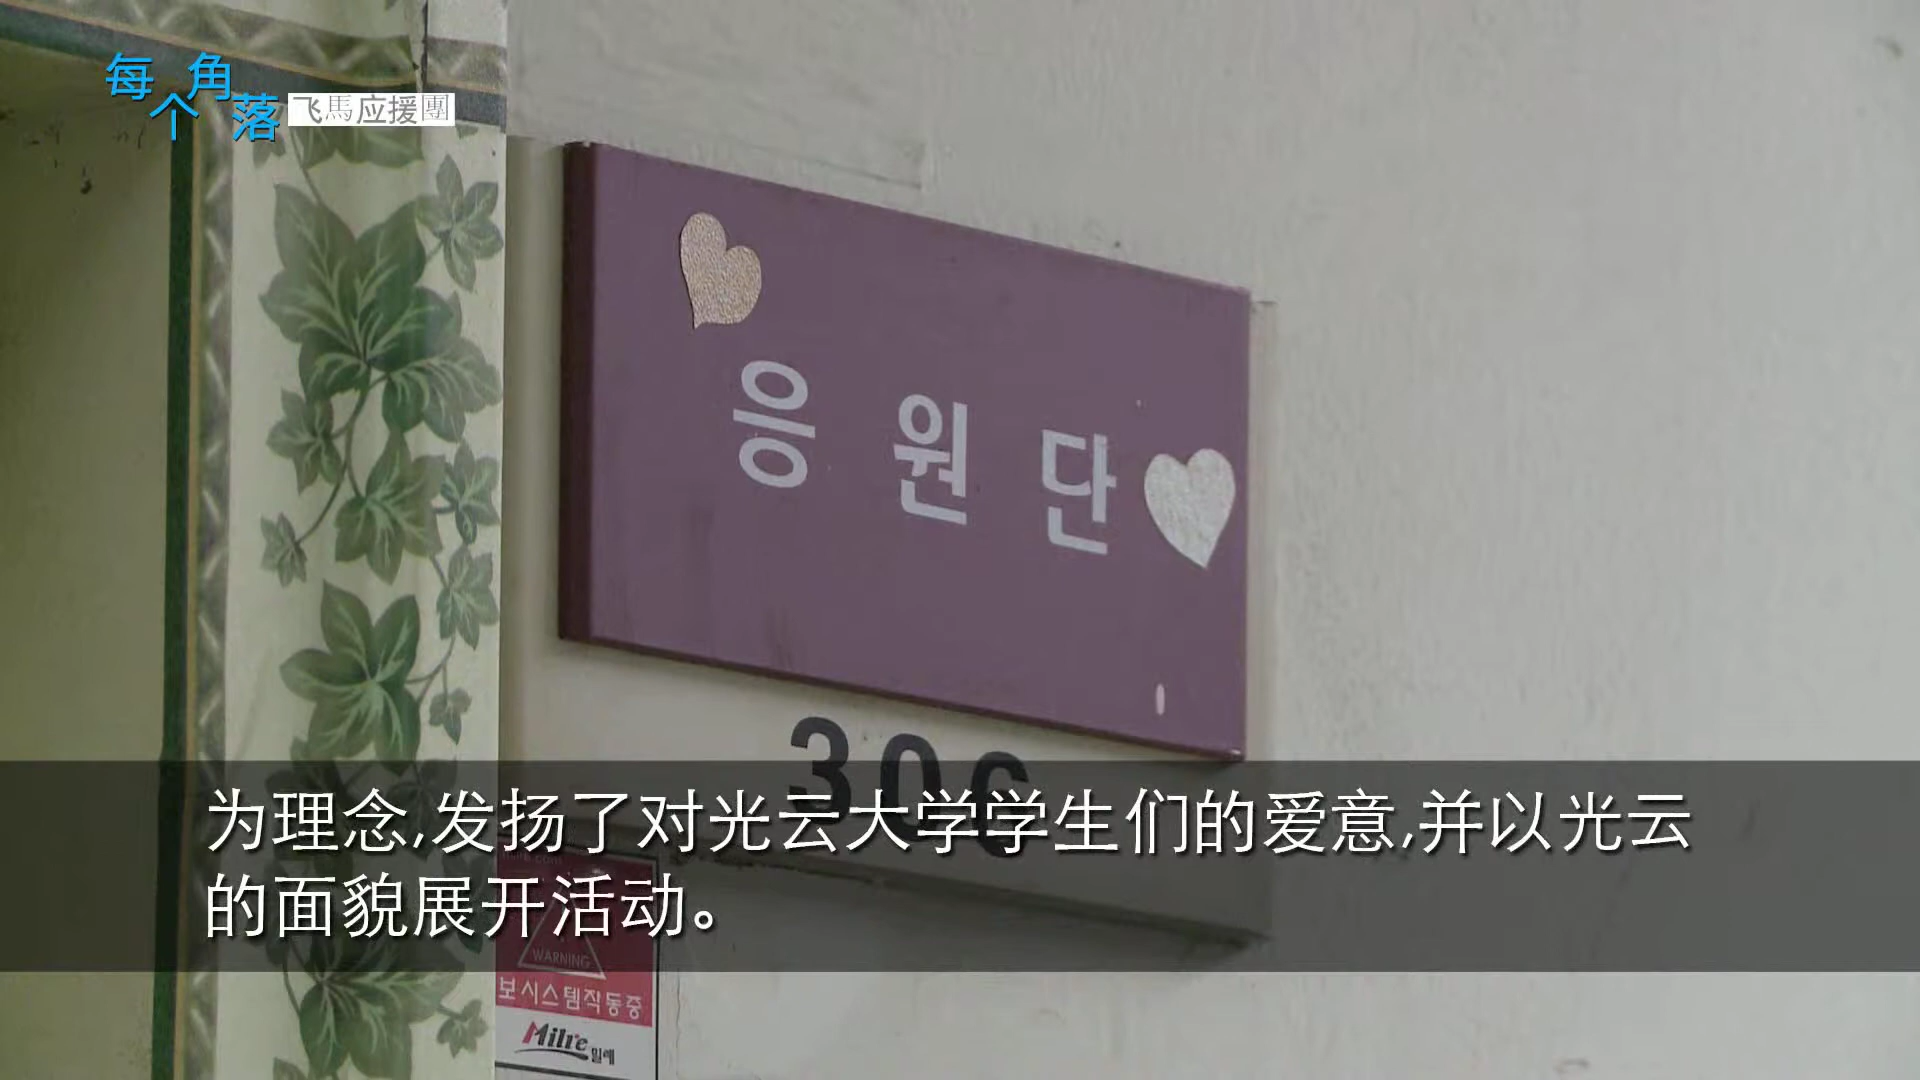 每个角落
飞馬应援團
응원단
306
为理念,发扬了对光云大学学生们的爱意,并以光云
的面貌展开活动。
WARNING
보시스템작동중
Milre 밀레